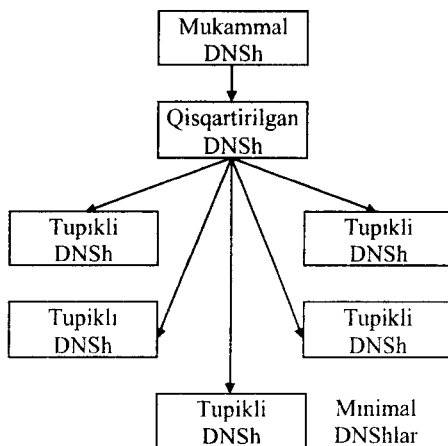 Mukammal
DNSh
Qisqartirilgan
DNSh
Tupikli
DNSh
Tupikli
DNSh
Tupikli
DNSh
Tupikli
DNSh
Tupikli
DNSh
Minimal
DNShlar